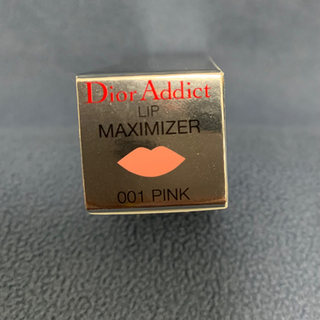 Dior Addict
LIP
MAXIMIZER
001 PINK